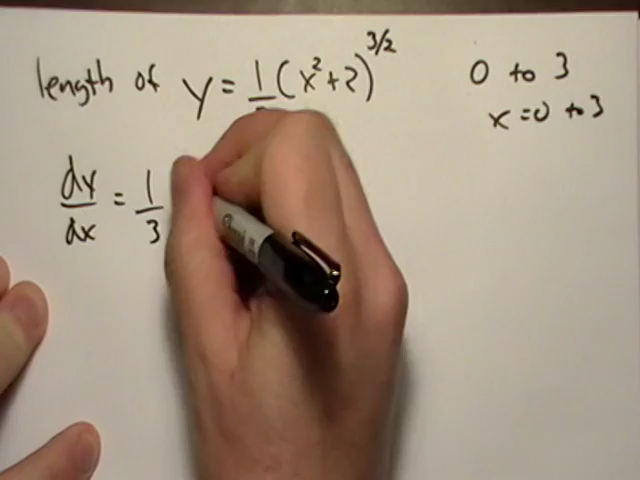 length of y = 1 (x²+2)^3/2
0 to 3
x = 0 to 3
dy/dx = 1/3